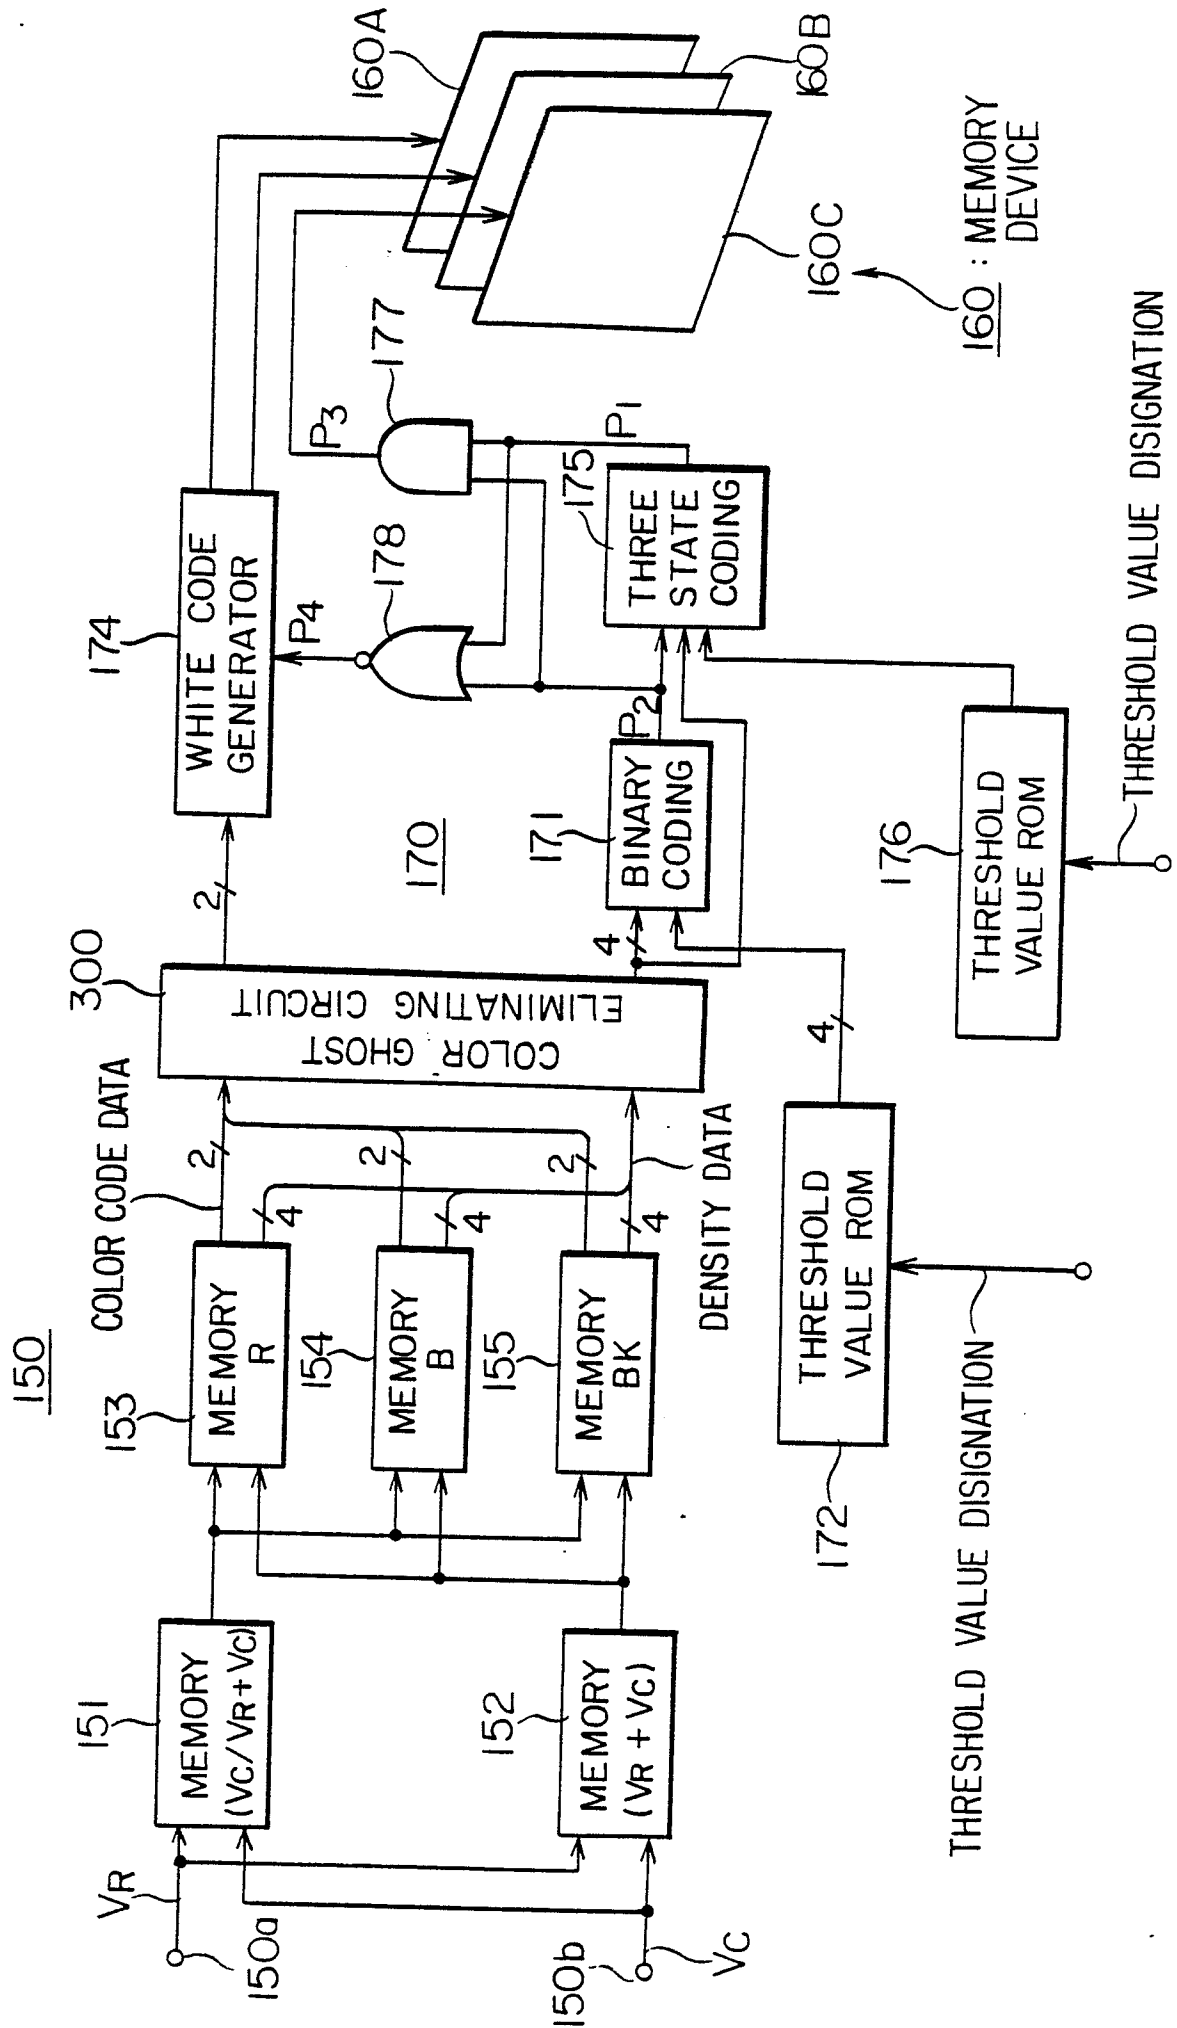 150
VR
150a
150b
VC
151
MEMORY
(VC/VR+VC)
152
MEMORY
(VR + VC)
153
MEMORY
R
154
MEMORY
B
155
MEMORY
BK
COLOR CODE DATA
2
4
2
4
2
4
DENSITY DATA
300
COLOR GHOST
ELIMINATING CIRCUIT
2
4
170
174
WHITE CODE
GENERATOR
P4
178
P3
177
171
BINARY
CODING
P2
175
THREE
STATE
CODING
P1
172
THRESHOLD
VALUE ROM
4
THRESHOLD VALUE DISIGNATION
176
THRESHOLD
VALUE ROM
THRESHOLD VALUE DISIGNATION
160A
160B
160C
160 : MEMORY
DEVICE